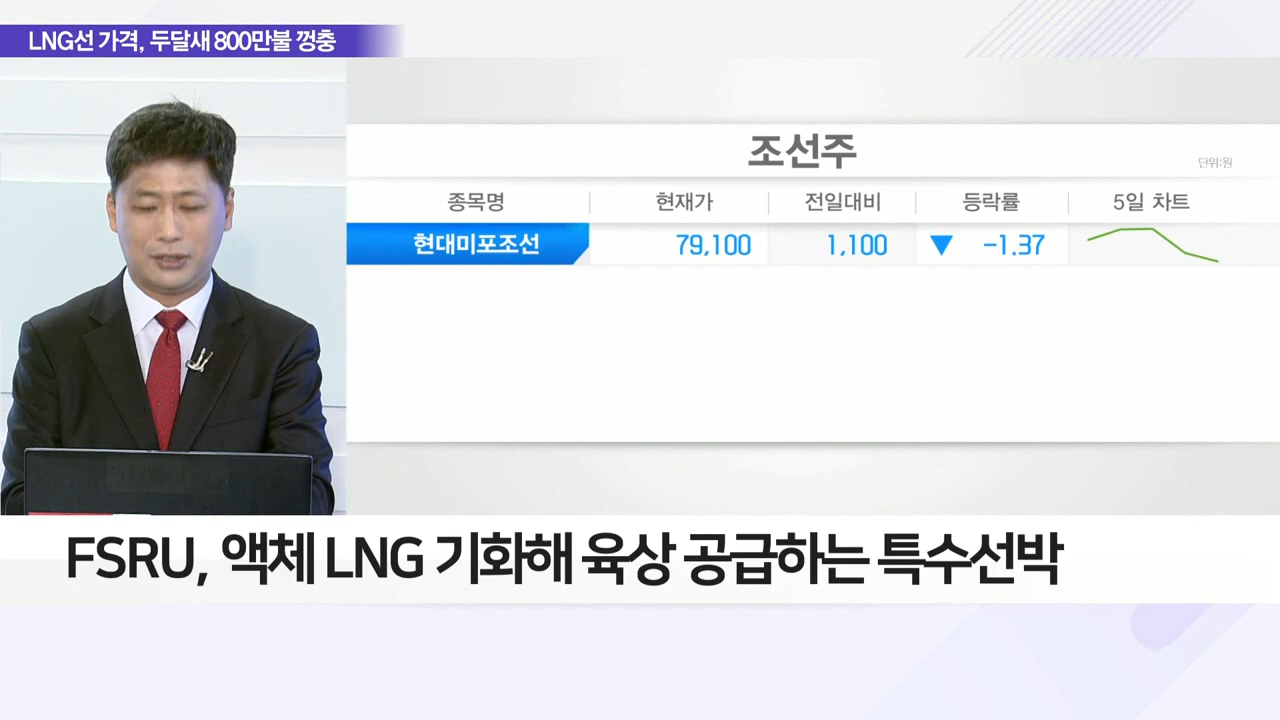 LNG선 가격, 두달새 800만불 껑충
조선주
단위:원
종목명 현재가 전일대비 등락률 5일 차트
현대미포조선 79,100 1,100 ▼ -1.37
FSRU, 액체 LNG 기화해 육상 공급하는 특수선박